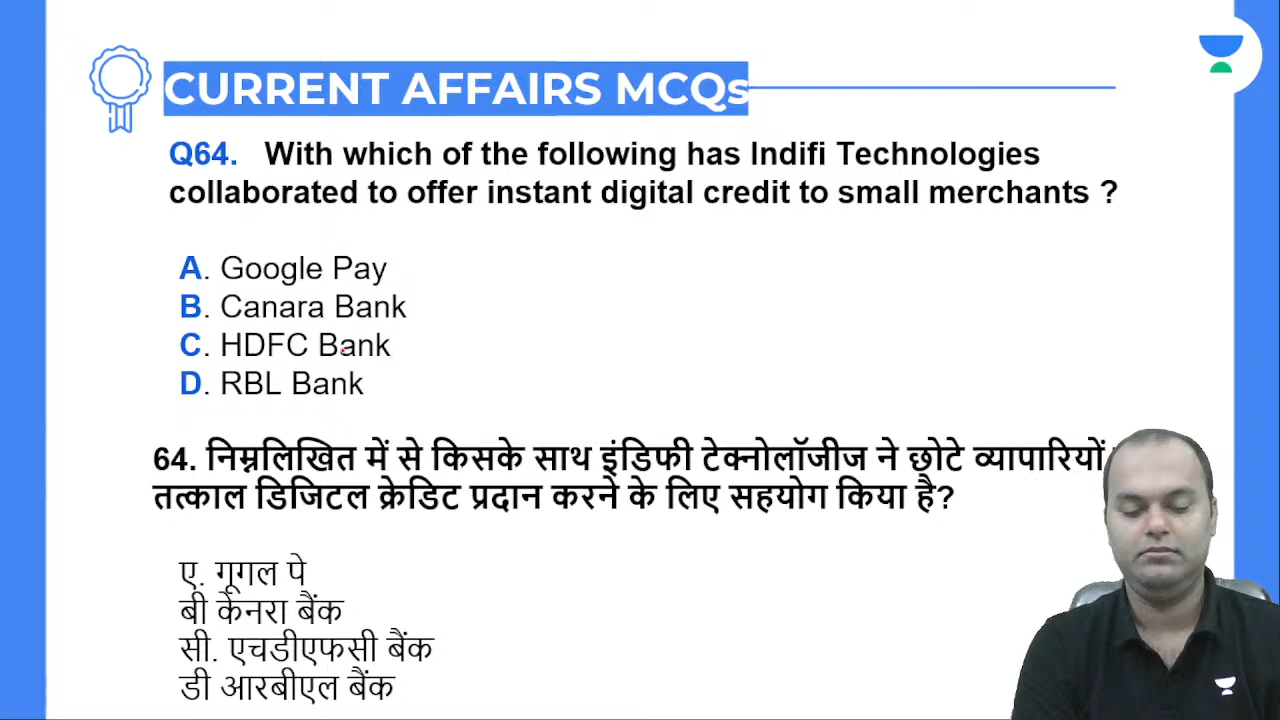 CURRENT AFFAIRS MCQs
Q64. With which of the following has Indifi Technologies
collaborated to offer instant digital credit to small merchants ?
A. Google Pay
B. Canara Bank
C. HDFC Bank
D. RBL Bank
64. निम्नलिखित में से किसके साथ इंडिफी टेक्नोलॉजीज ने छोटे व्यापारियों
तत्काल डिजिटल क्रेडिट प्रदान करने के लिए सहयोग किया है?
ए. गूगल पे
बी केनरा बैंक
सी. एचडीएफसी बैंक
डी आरबीएल बैंक